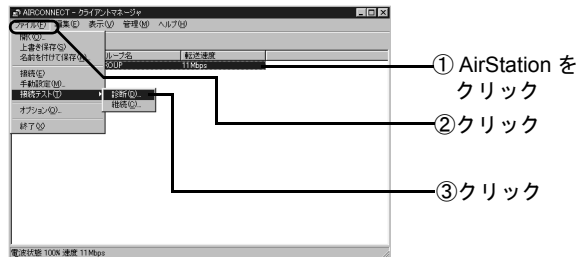 AIRCONNECT - クライアントマネージャ
ファイル(F) 編集(E) 表示(V) 管理(M) ヘルプ(H)
開く(O)...
上書き保存(S)
名前を付けて保存(A)...
接続(E)
手動設定(M)...
接続テスト(T)
オプション(O)...
終了(X)
診断(D)...
継続(C)...
ループ名 転送速度
ROUP 11Mbps
電波状態 100% 速度 11Mbps
① AirStation を
クリック
②クリック
③クリック